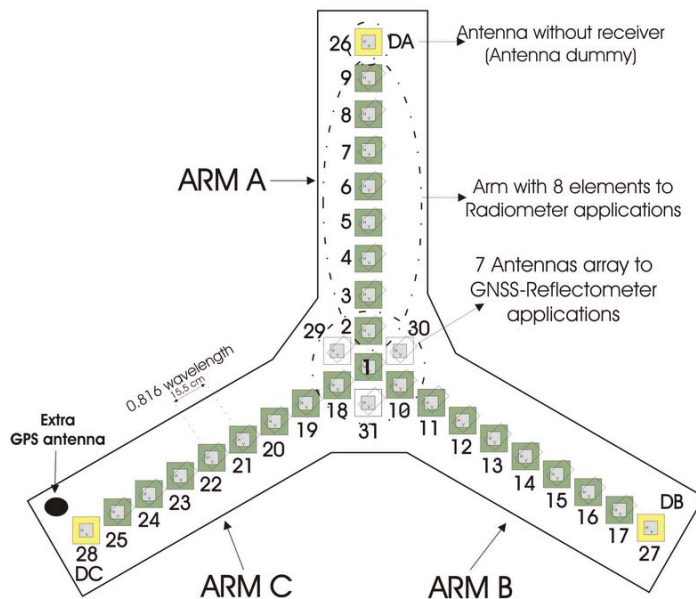 26
DA
Antenna without receiver
(Antenna dummy)
9
8
7
ARM A
6
Arm with 8 elements to
Radiometer applications
5
4
3
7 Antennas array to
GNSS-Reflectometer
applications
29
2
30
1
0.816 wavelength
15,5 cm
18
31
10
19
11
20
12
Extra
GPS antenna
21
13
22
14
23
15
24
16
25
17
DB
28
DC
27
ARM C
ARM B